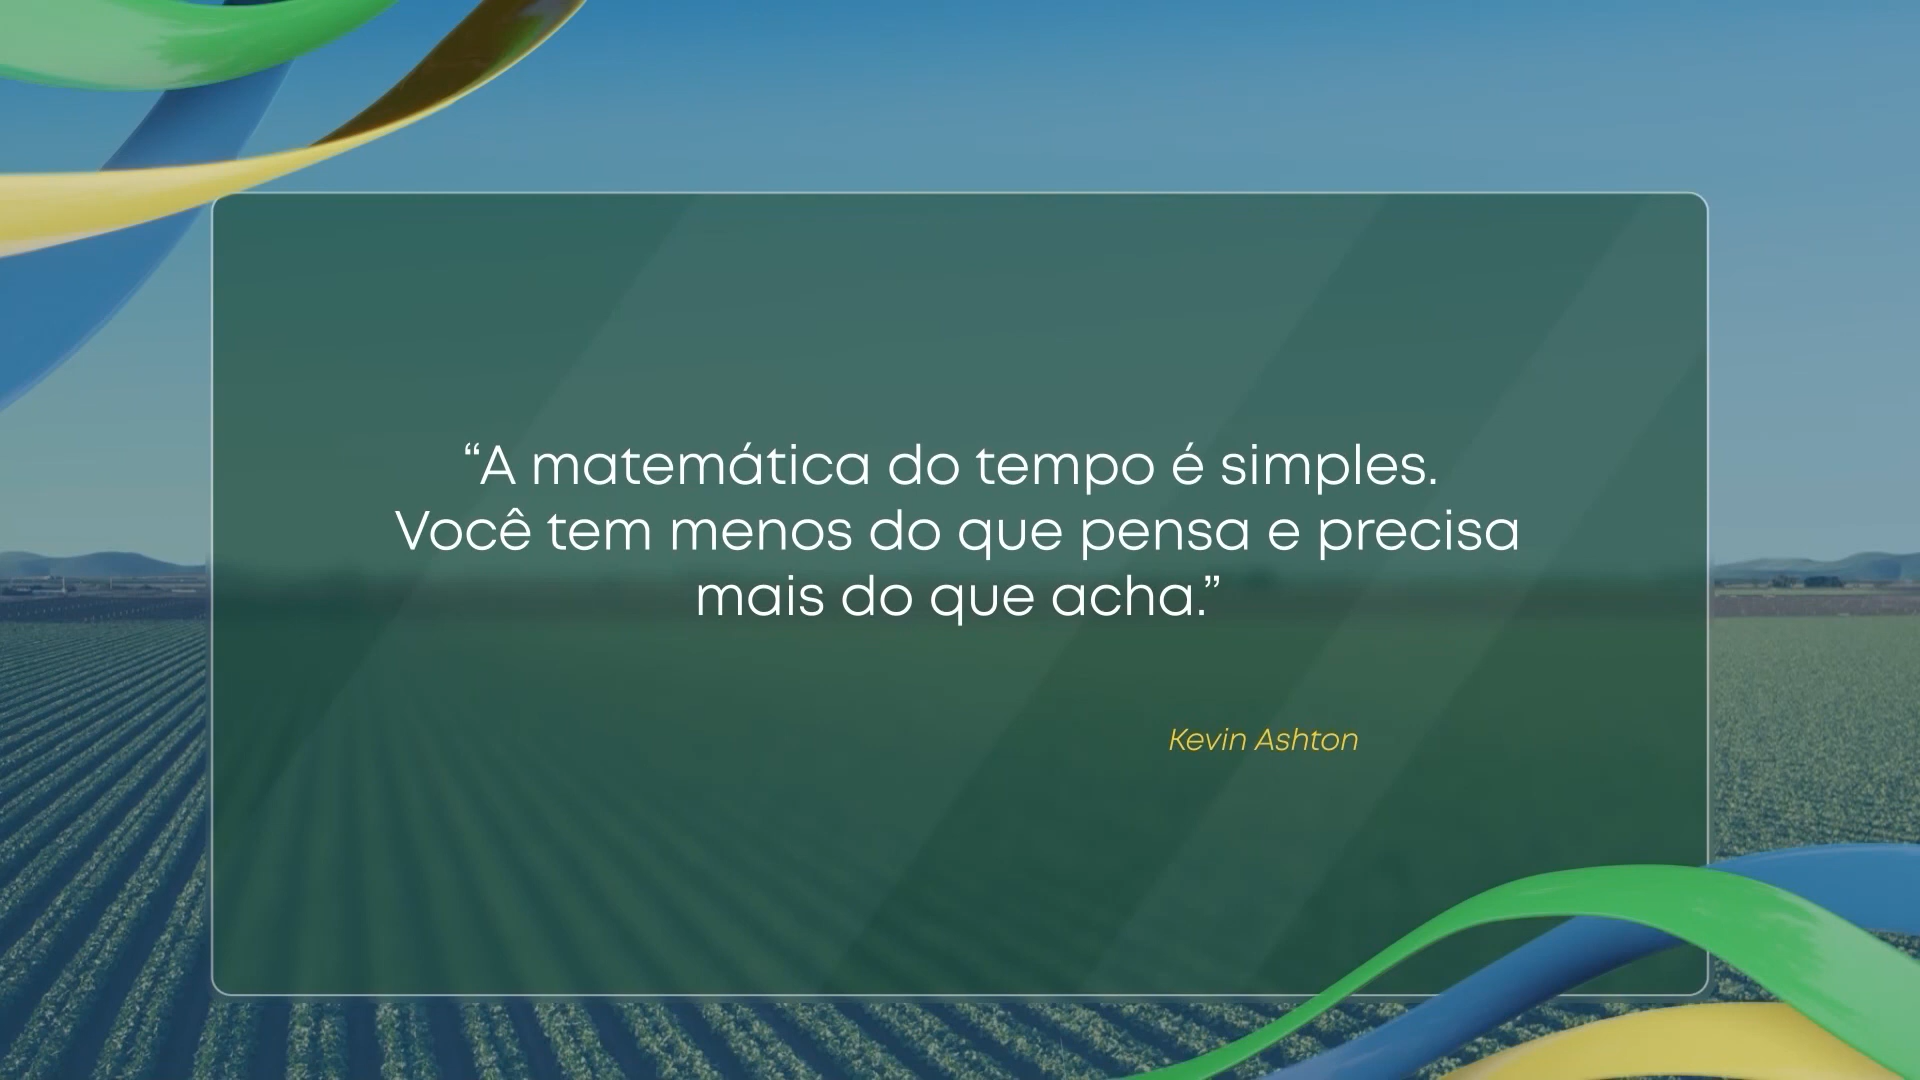 “A matemática do tempo é simples.
Você tem menos do que pensa e precisa
mais do que acha.”
Kevin Ashton